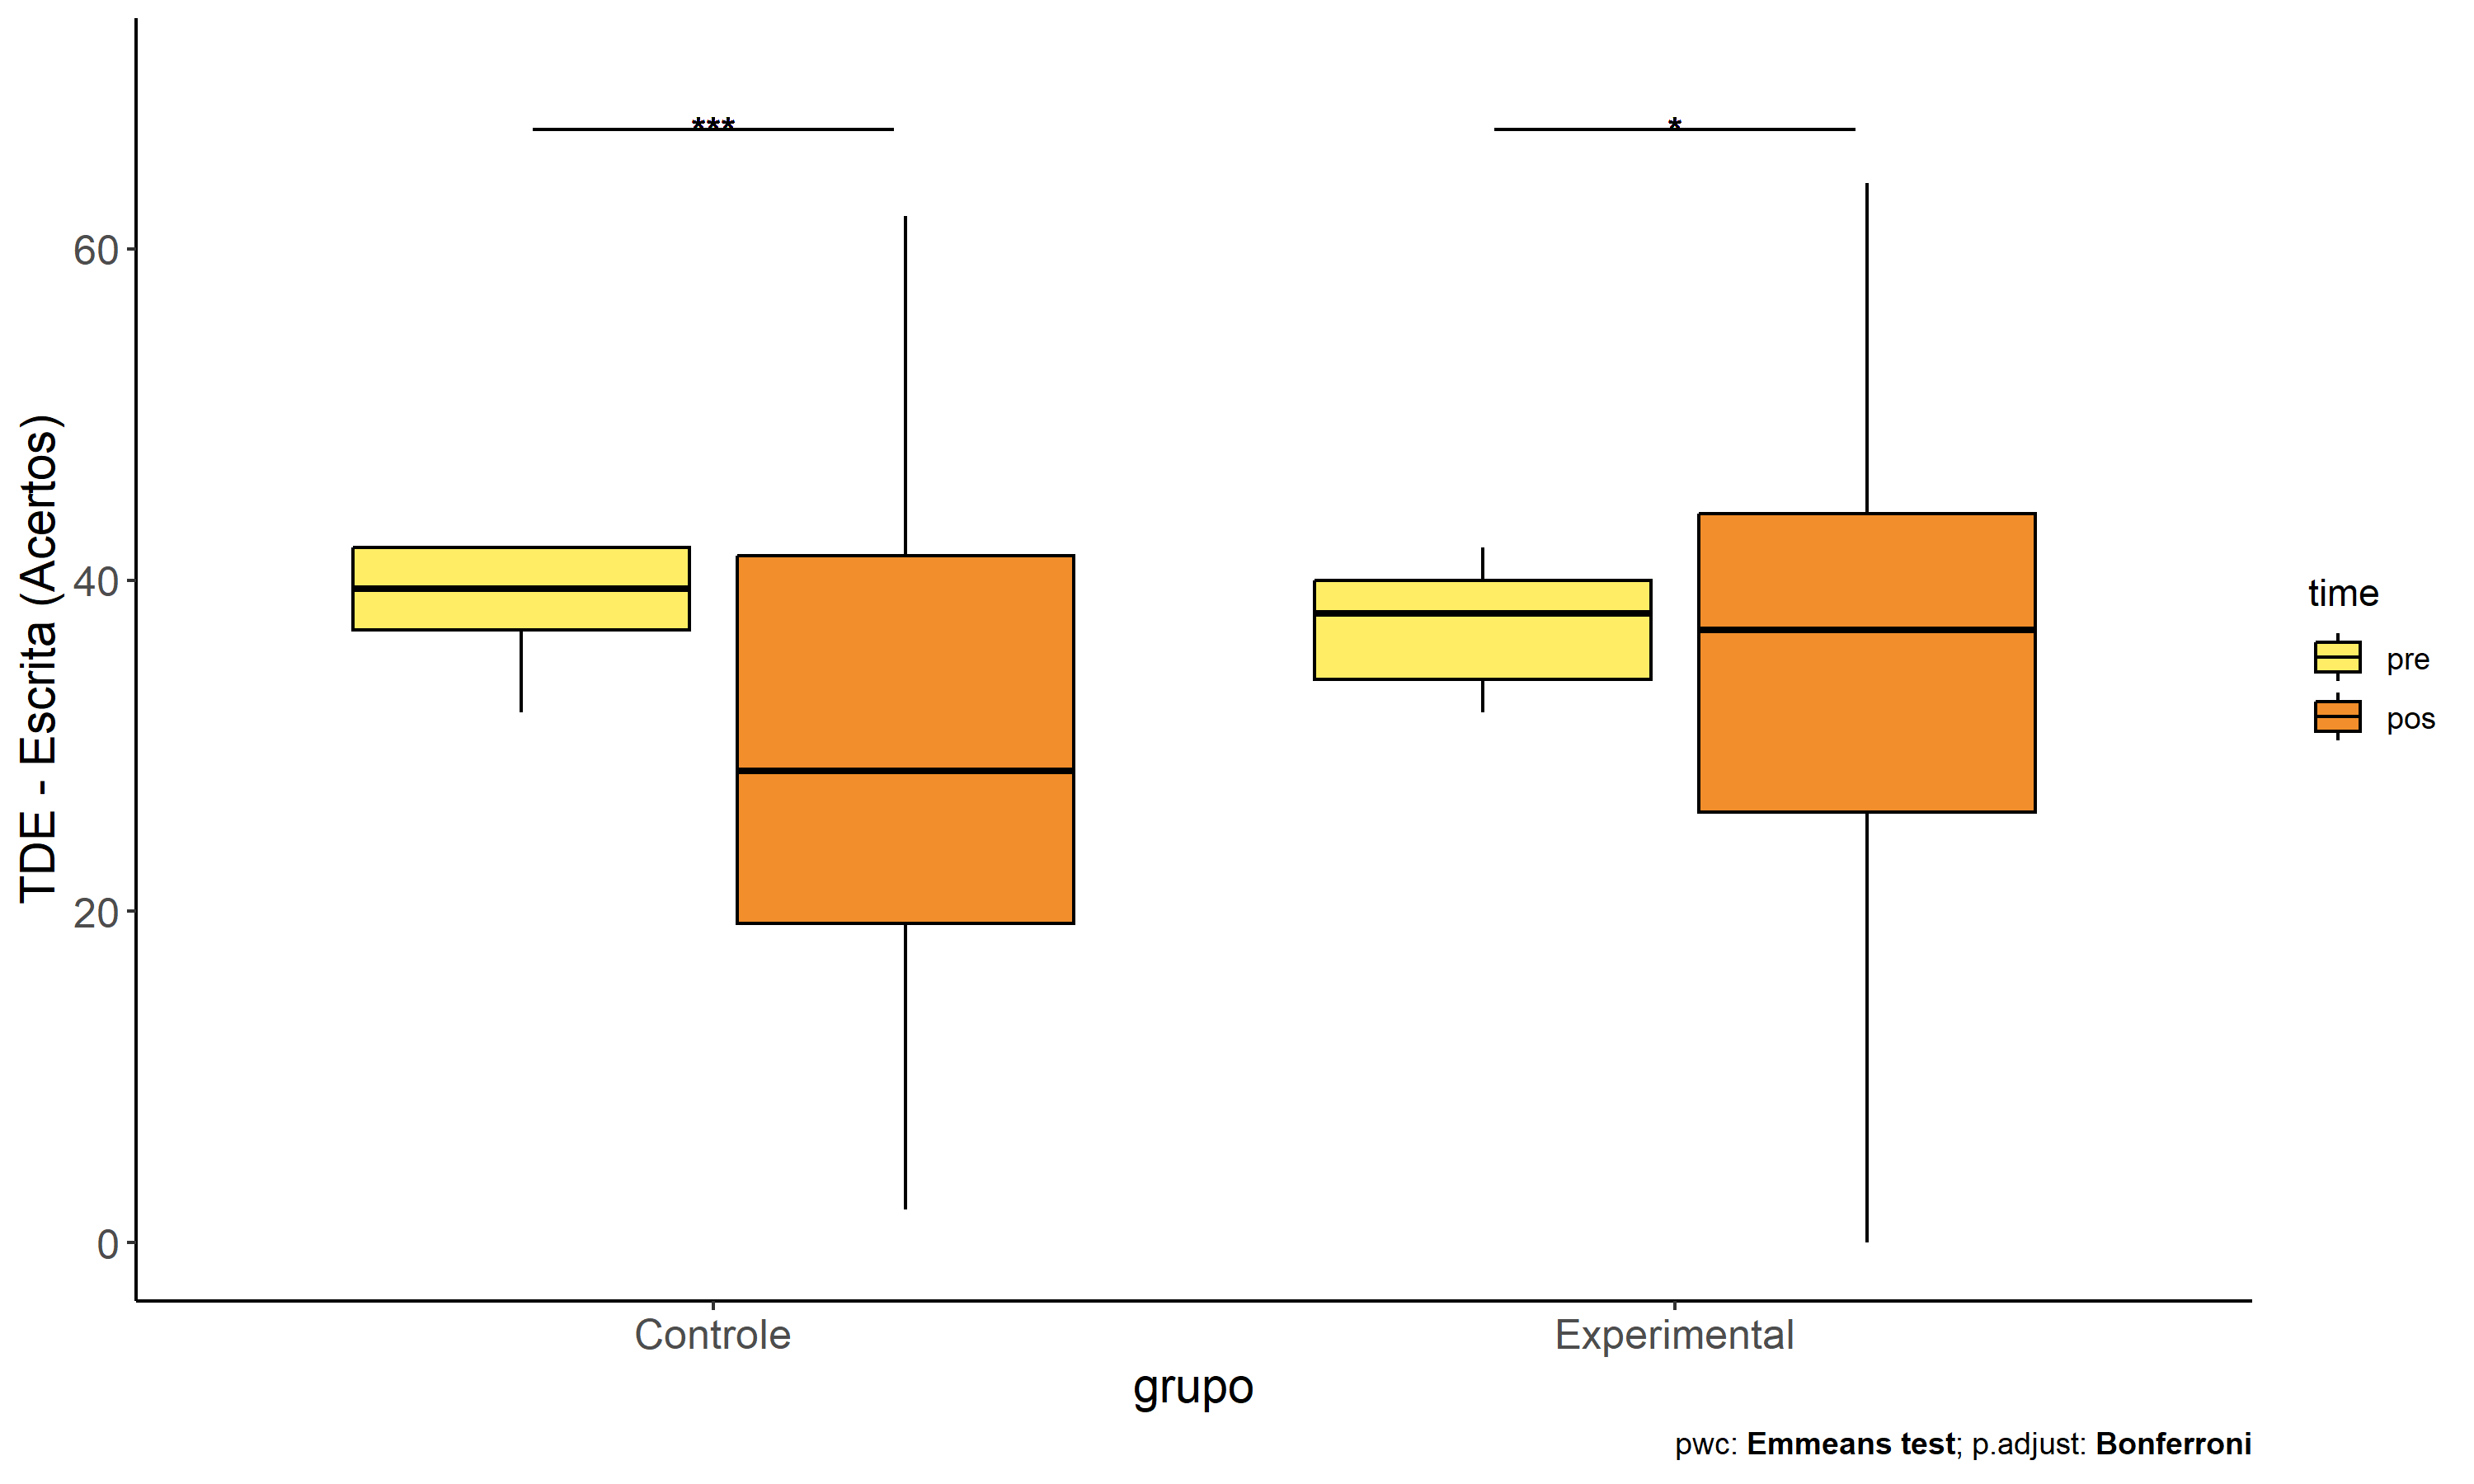 ***
*
60
40
20
0
TDE - Escrita (Acertos)
Controle
Experimental
grupo
time
pre
pos
pwc: Emmeans test; p.adjust: Bonferroni